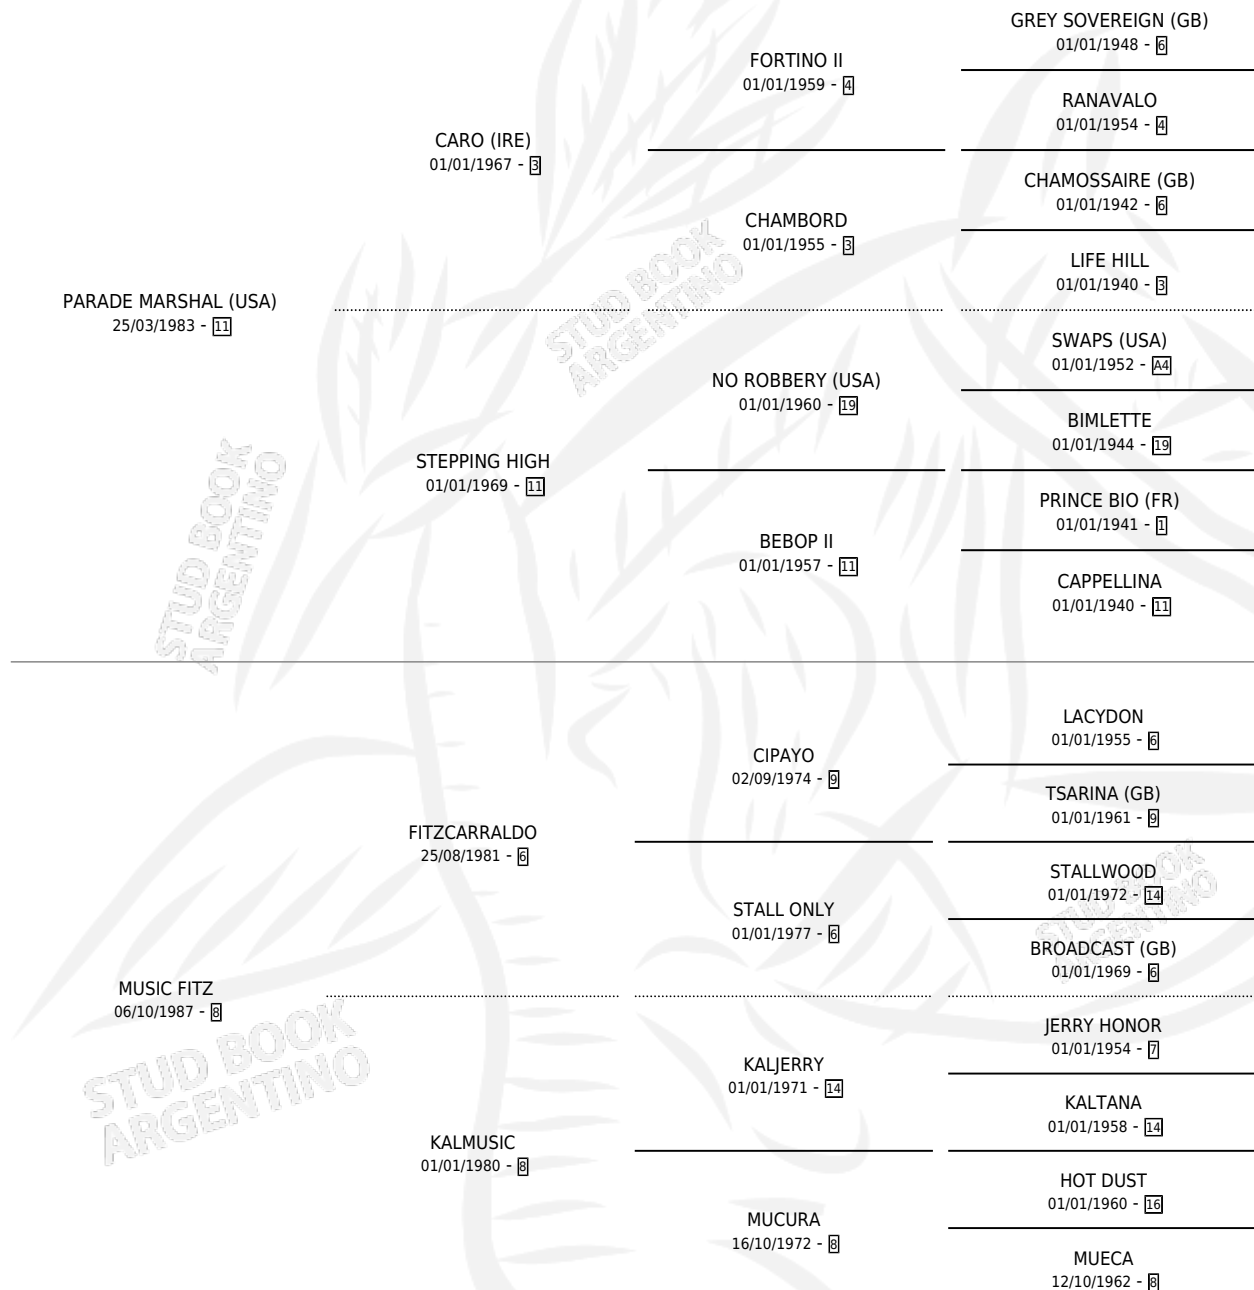 GREY SOVEREIGN (GB)
01/01/1948 - 6
FORTINO II
01/01/1959 - 4
RANAVALO
01/01/1954 - 4
CARO (IRE)
01/01/1967 - 3
CHAMOSSAIRE (GB)
01/01/1942 - 6
CHAMBORD
01/01/1955 - 3
LIFE HILL
01/01/1940 - 3
PARADE MARSHAL (USA)
25/03/1983 - 11
SWAPS (USA)
01/01/1952 - A4
NO ROBBERY (USA)
01/01/1960 - 19
BIMLETTE
01/01/1944 - 19
STEPPING HIGH
01/01/1969 - 11
PRINCE BIO (FR)
01/01/1941 - 1
BEBOP II
01/01/1957 - 11
CAPPELLINA
01/01/1940 - 11
LACYDON
01/01/1955 - 6
CIPAYO
02/09/1974 - 9
TSARINA (GB)
01/01/1961 - 9
FITZCARRALDO
25/08/1981 - 6
STALLWOOD
01/01/1972 - 14
STALL ONLY
01/01/1977 - 6
BROADCAST (GB)
01/01/1969 - 6
MUSIC FITZ
06/10/1987 - 8
JERRY HONOR
01/01/1954 - 7
KALJERRY
01/01/1971 - 14
KALTANA
01/01/1958 - 14
KALMUSIC
01/01/1980 - 8
HOT DUST
01/01/1960 - 16
MUCURA
16/10/1972 - 8
MUECA
12/10/1962 - 8
STUD BOOK
ARGENTINO
STUD BOOK
ARGENTINO
STUD BOOK
ARGENTINO
STUD BOOK
ARGENTINO